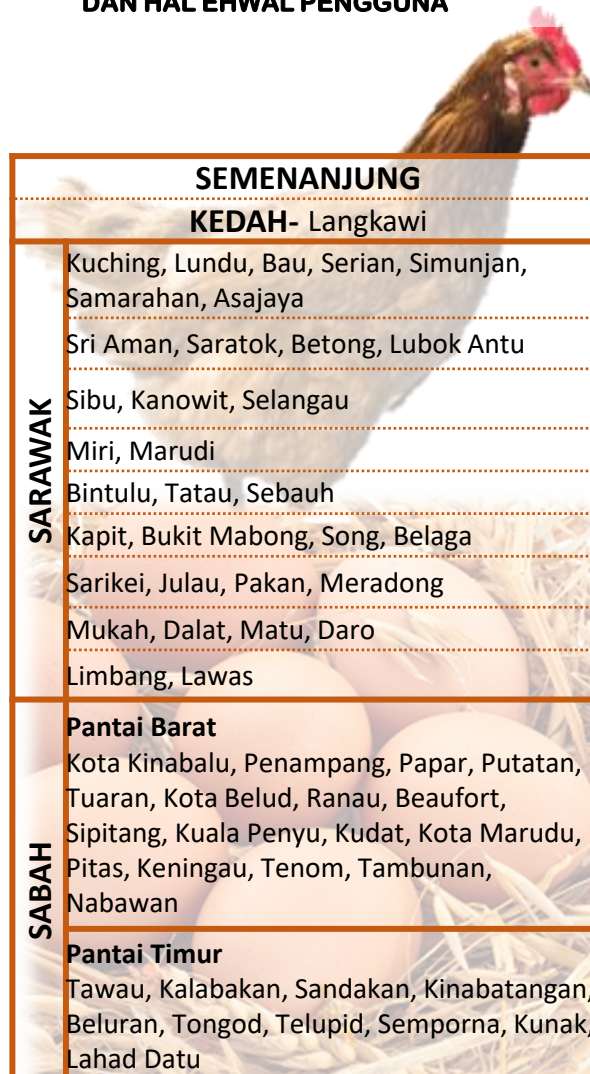 DAN HAL EHWAL PENGGUNA
SEMENANJUNG
KEDAH- Langkawi
SARAWAK
Kuching, Lundu, Bau, Serian, Simunjan,
Samarahan, Asajaya
Sri Aman, Saratok, Betong, Lubok Antu
Sibu, Kanowit, Selangau
Miri, Marudi
Bintulu, Tatau, Sebauh
Kapit, Bukit Mabong, Song, Belaga
Sarikei, Julau, Pakan, Meradong
Mukah, Dalat, Matu, Daro
Limbang, Lawas
SABAH
Pantai Barat
Kota Kinabalu, Penampang, Papar, Putatan,
Tuaran, Kota Belud, Ranau, Beaufort,
Sipitang, Kuala Penyu, Kudat, Kota Marudu,
Pitas, Keningau, Tenom, Tambunan,
Nabawan
Pantai Timur
Tawau, Kalabakan, Sandakan, Kinabatangan,
Beluran, Tongod, Telupid, Semporna, Kunak,
Lahad Datu